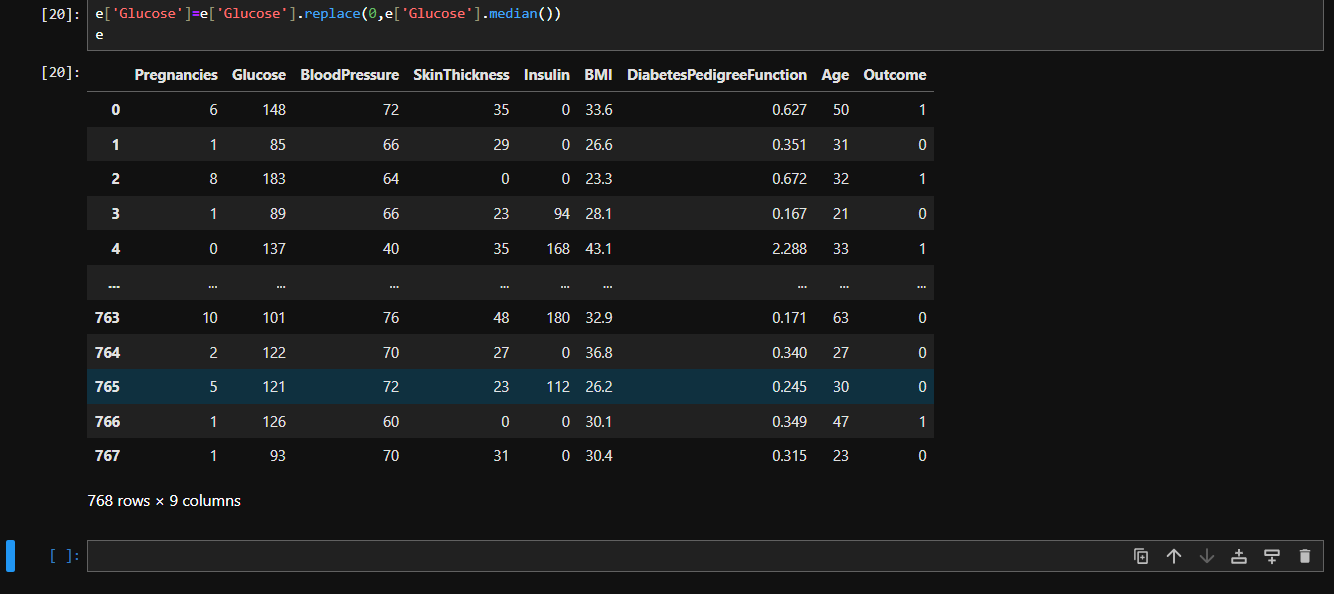 [20]: e['Glucose']=e['Glucose'].replace(0,e['Glucose'].median())
e
[20]:
Pregnancies Glucose BloodPressure SkinThickness Insulin BMI DiabetesPedigreeFunction Age Outcome
0 6 148 72 35 0 33.6 0.627 50 1
1 1 85 66 29 0 26.6 0.351 31 0
2 8 183 64 0 0 23.3 0.672 32 1
3 1 89 66 23 94 28.1 0.167 21 0
4 0 137 40 35 168 43.1 2.288 33 1
... ... ... ... ... ... ... ... ... ...
763 10 101 76 48 180 32.9 0.171 63 0
764 2 122 70 27 0 36.8 0.340 27 0
765 5 121 72 23 112 26.2 0.245 30 0
766 1 126 60 0 0 30.1 0.349 47 1
767 1 93 70 31 0 30.4 0.315 23 0
768 rows × 9 columns
[ ]: